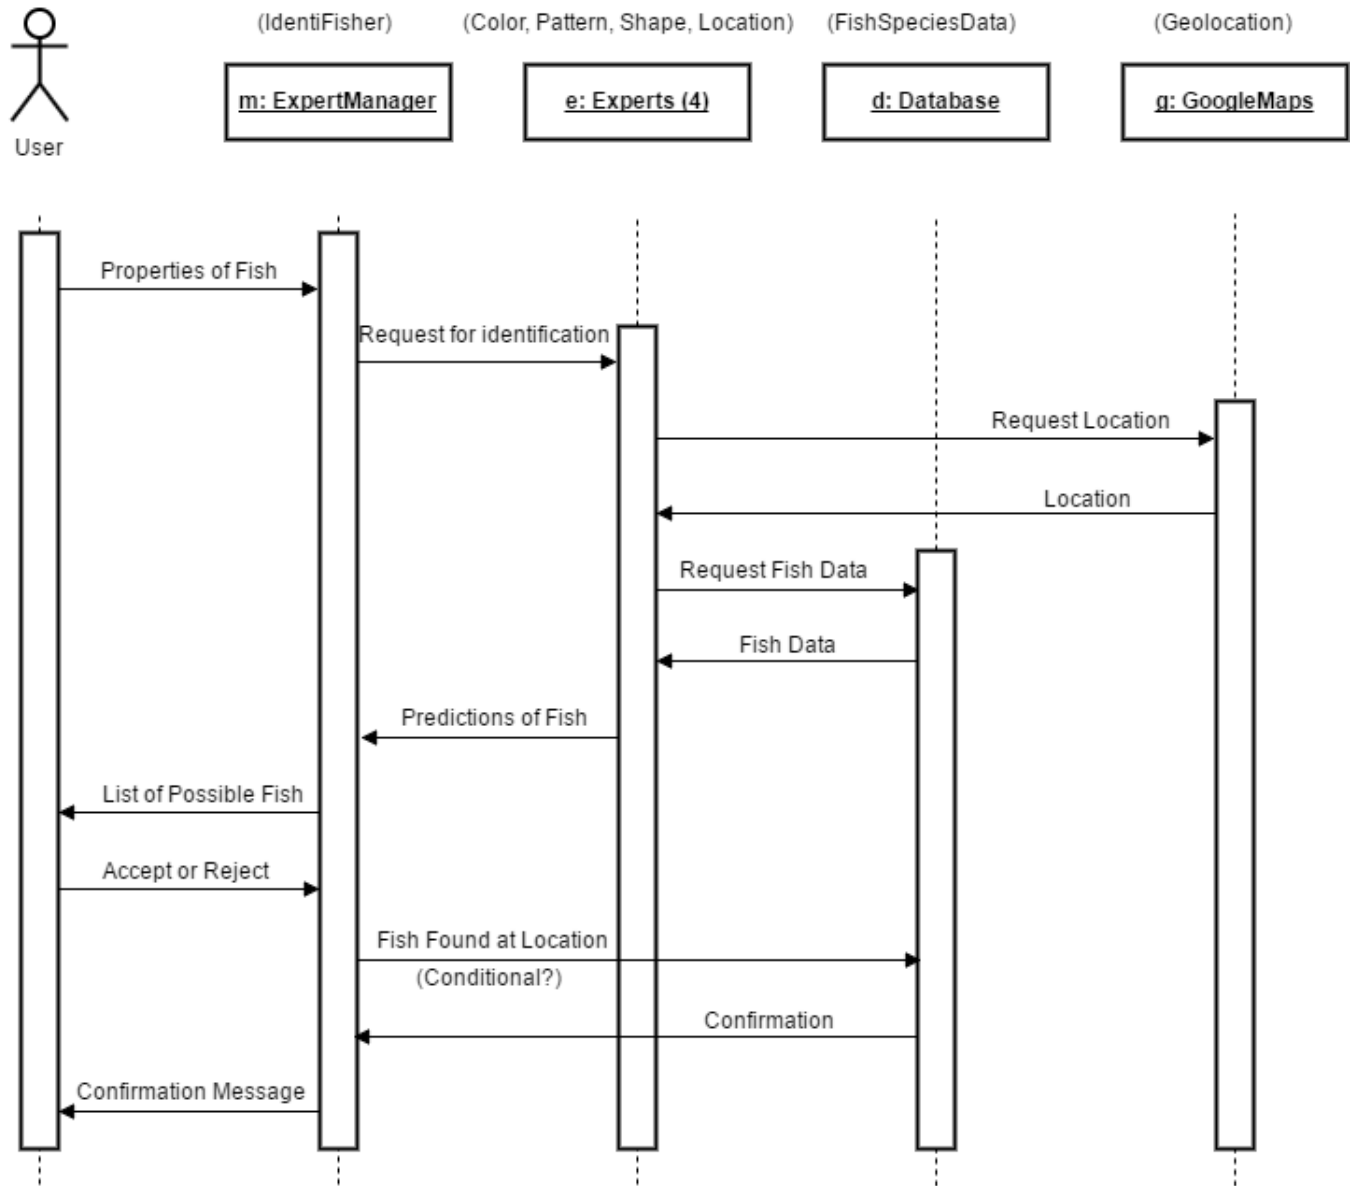 (IdentiFisher)
(Color, Pattern, Shape, Location)
(FishSpeciesData)
(Geolocation)
m: ExpertManager
e: Experts (4)
d: Database
g: GoogleMaps
User
Properties of Fish
Request for identification
Request Location
Location
Request Fish Data
Fish Data
Predictions of Fish
List of Possible Fish
Accept or Reject
Fish Found at Location
(Conditional?)
Confirmation
Confirmation Message